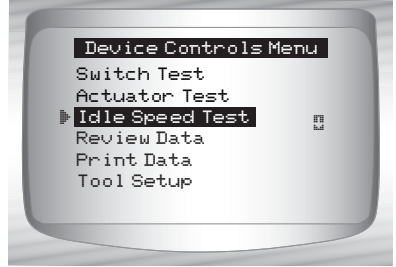 Device Controls Menu
Switch Test
Actuator Test
Idle Speed Test
Review Data
Print Data
Tool Setup